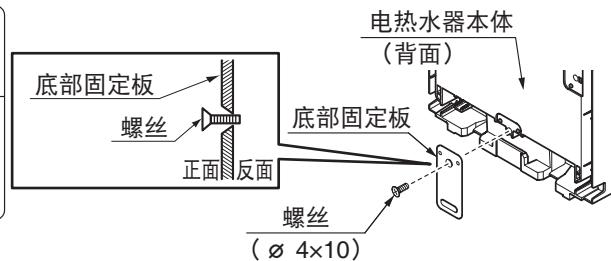 电热水器本体
（背面）
底部固定板
螺丝
正面
反面
底部固定板
螺丝
（ø 4×10）